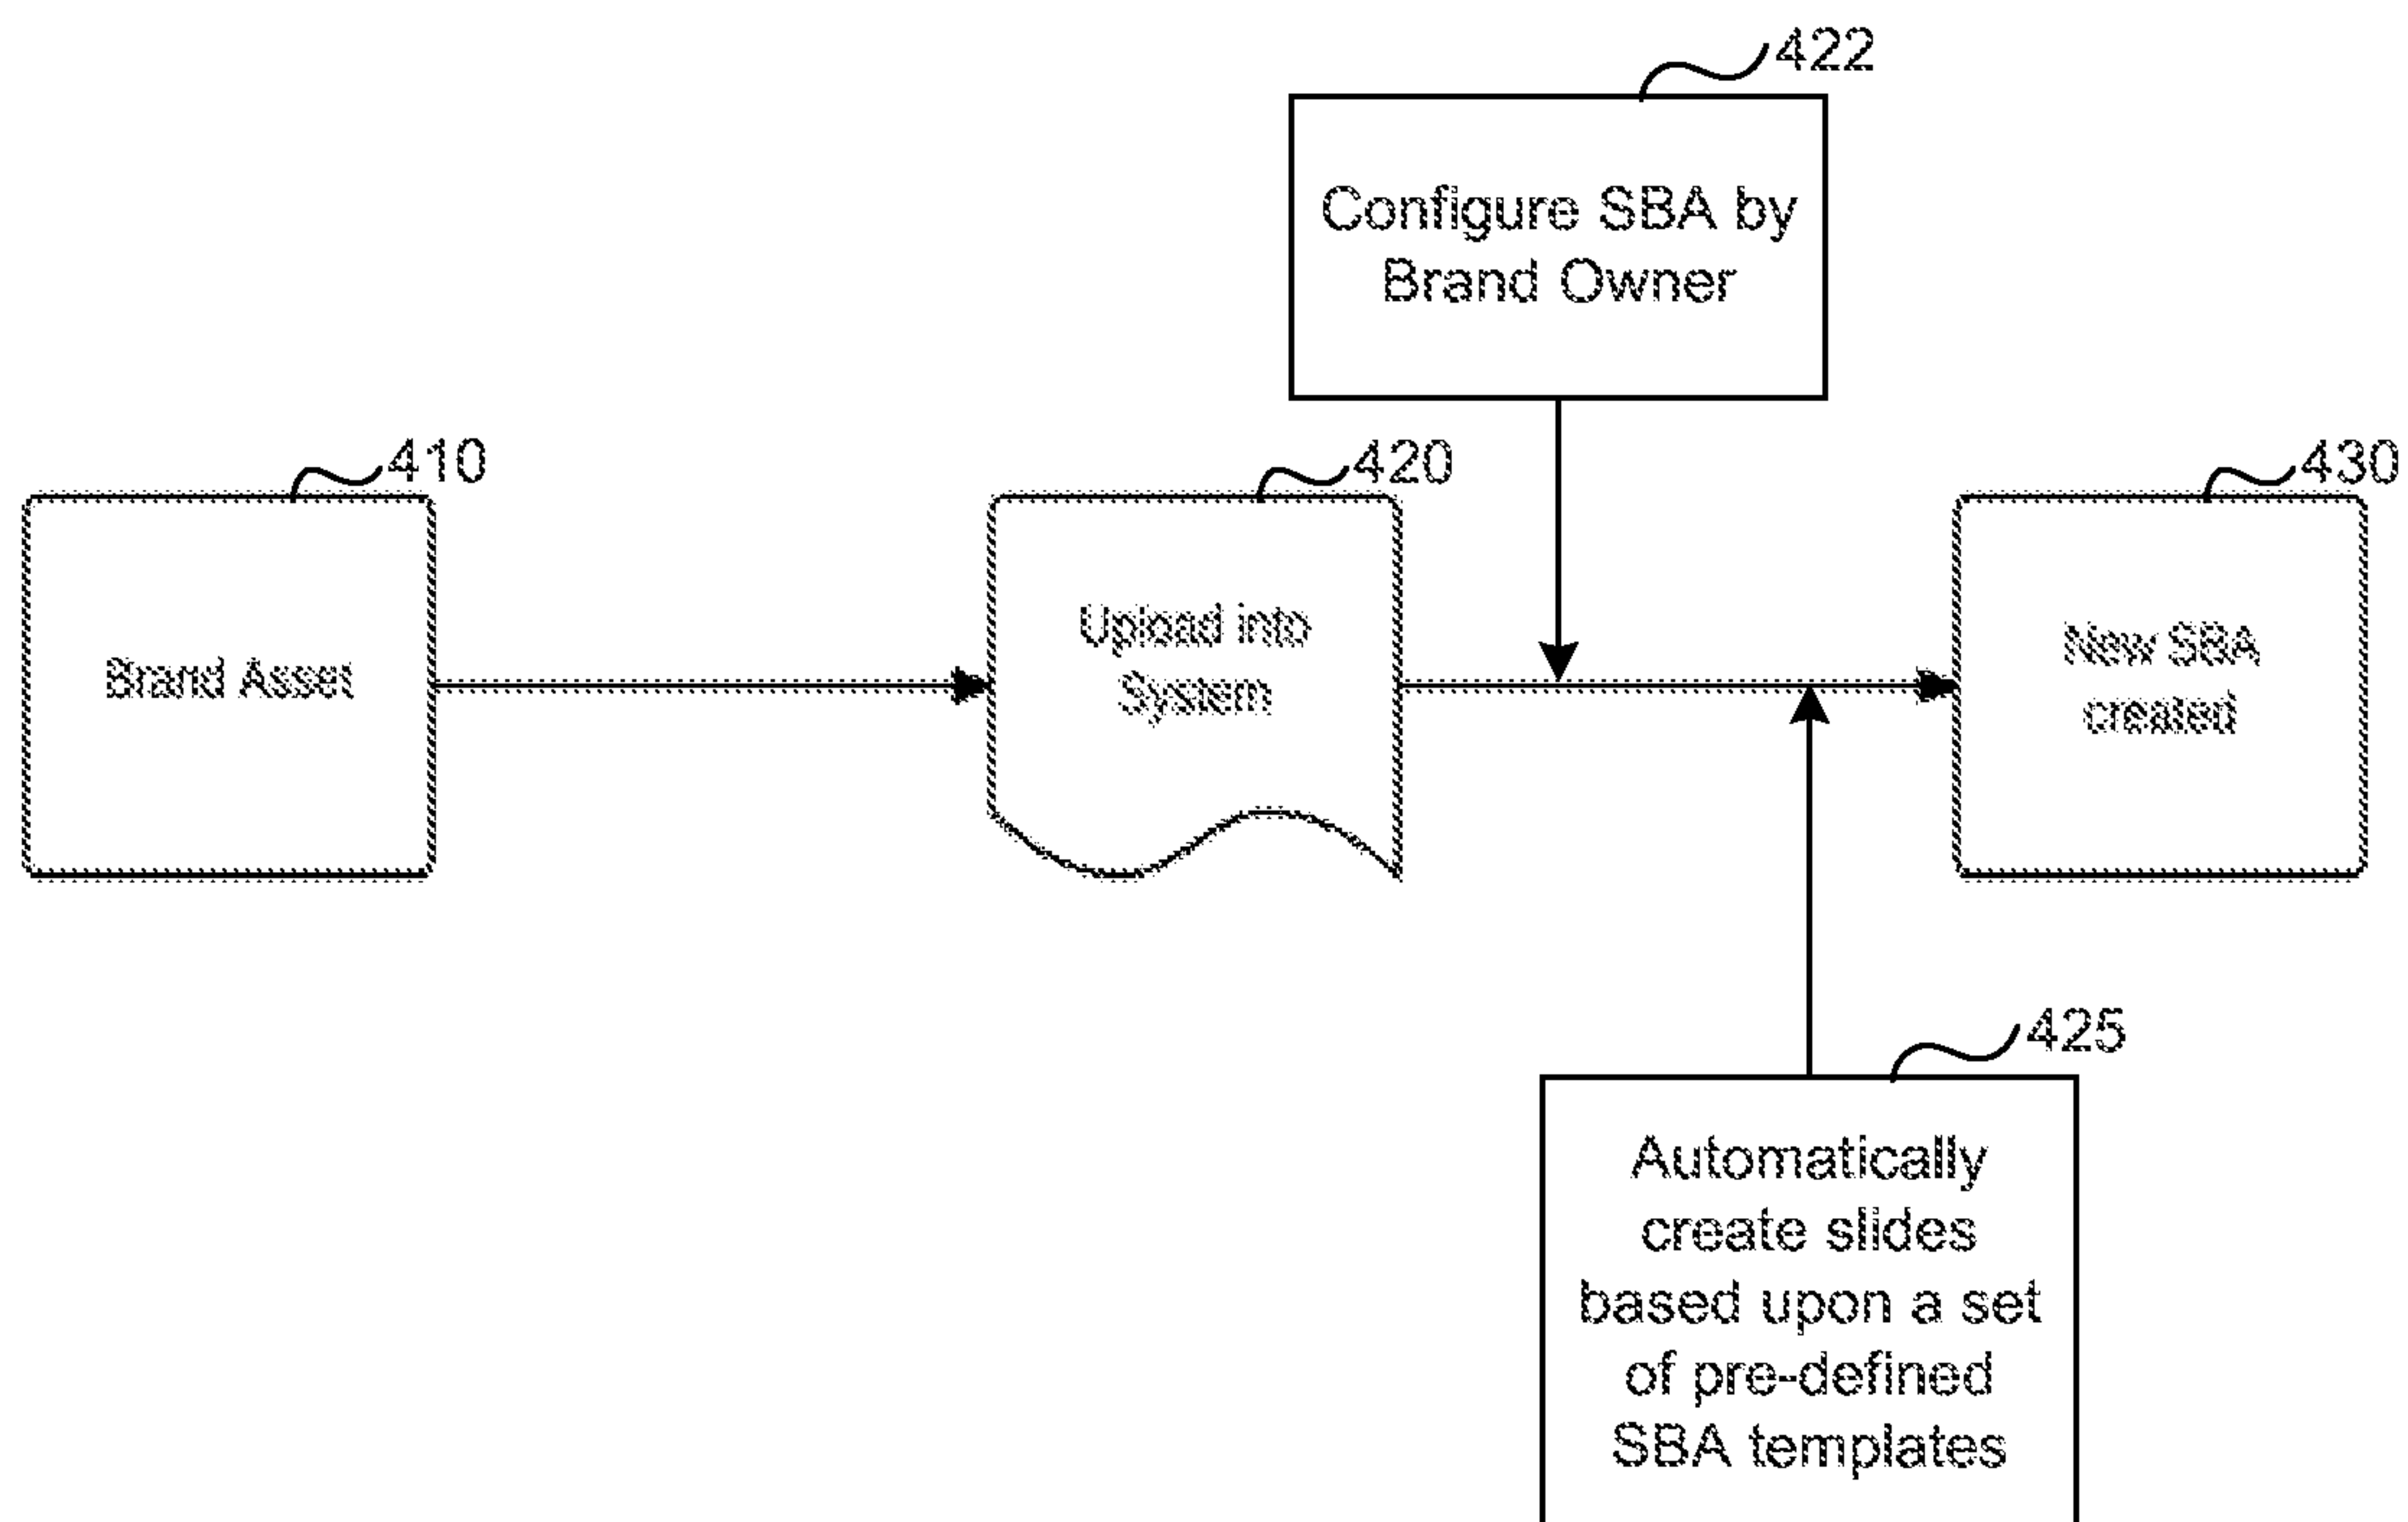 422
Configure SBA by
Brand Owner
410
420
430
Brand Asset
Upload into
System
New SBA
created
425
Automatically
create slides
based upon a set
of pre-defined
SBA templates